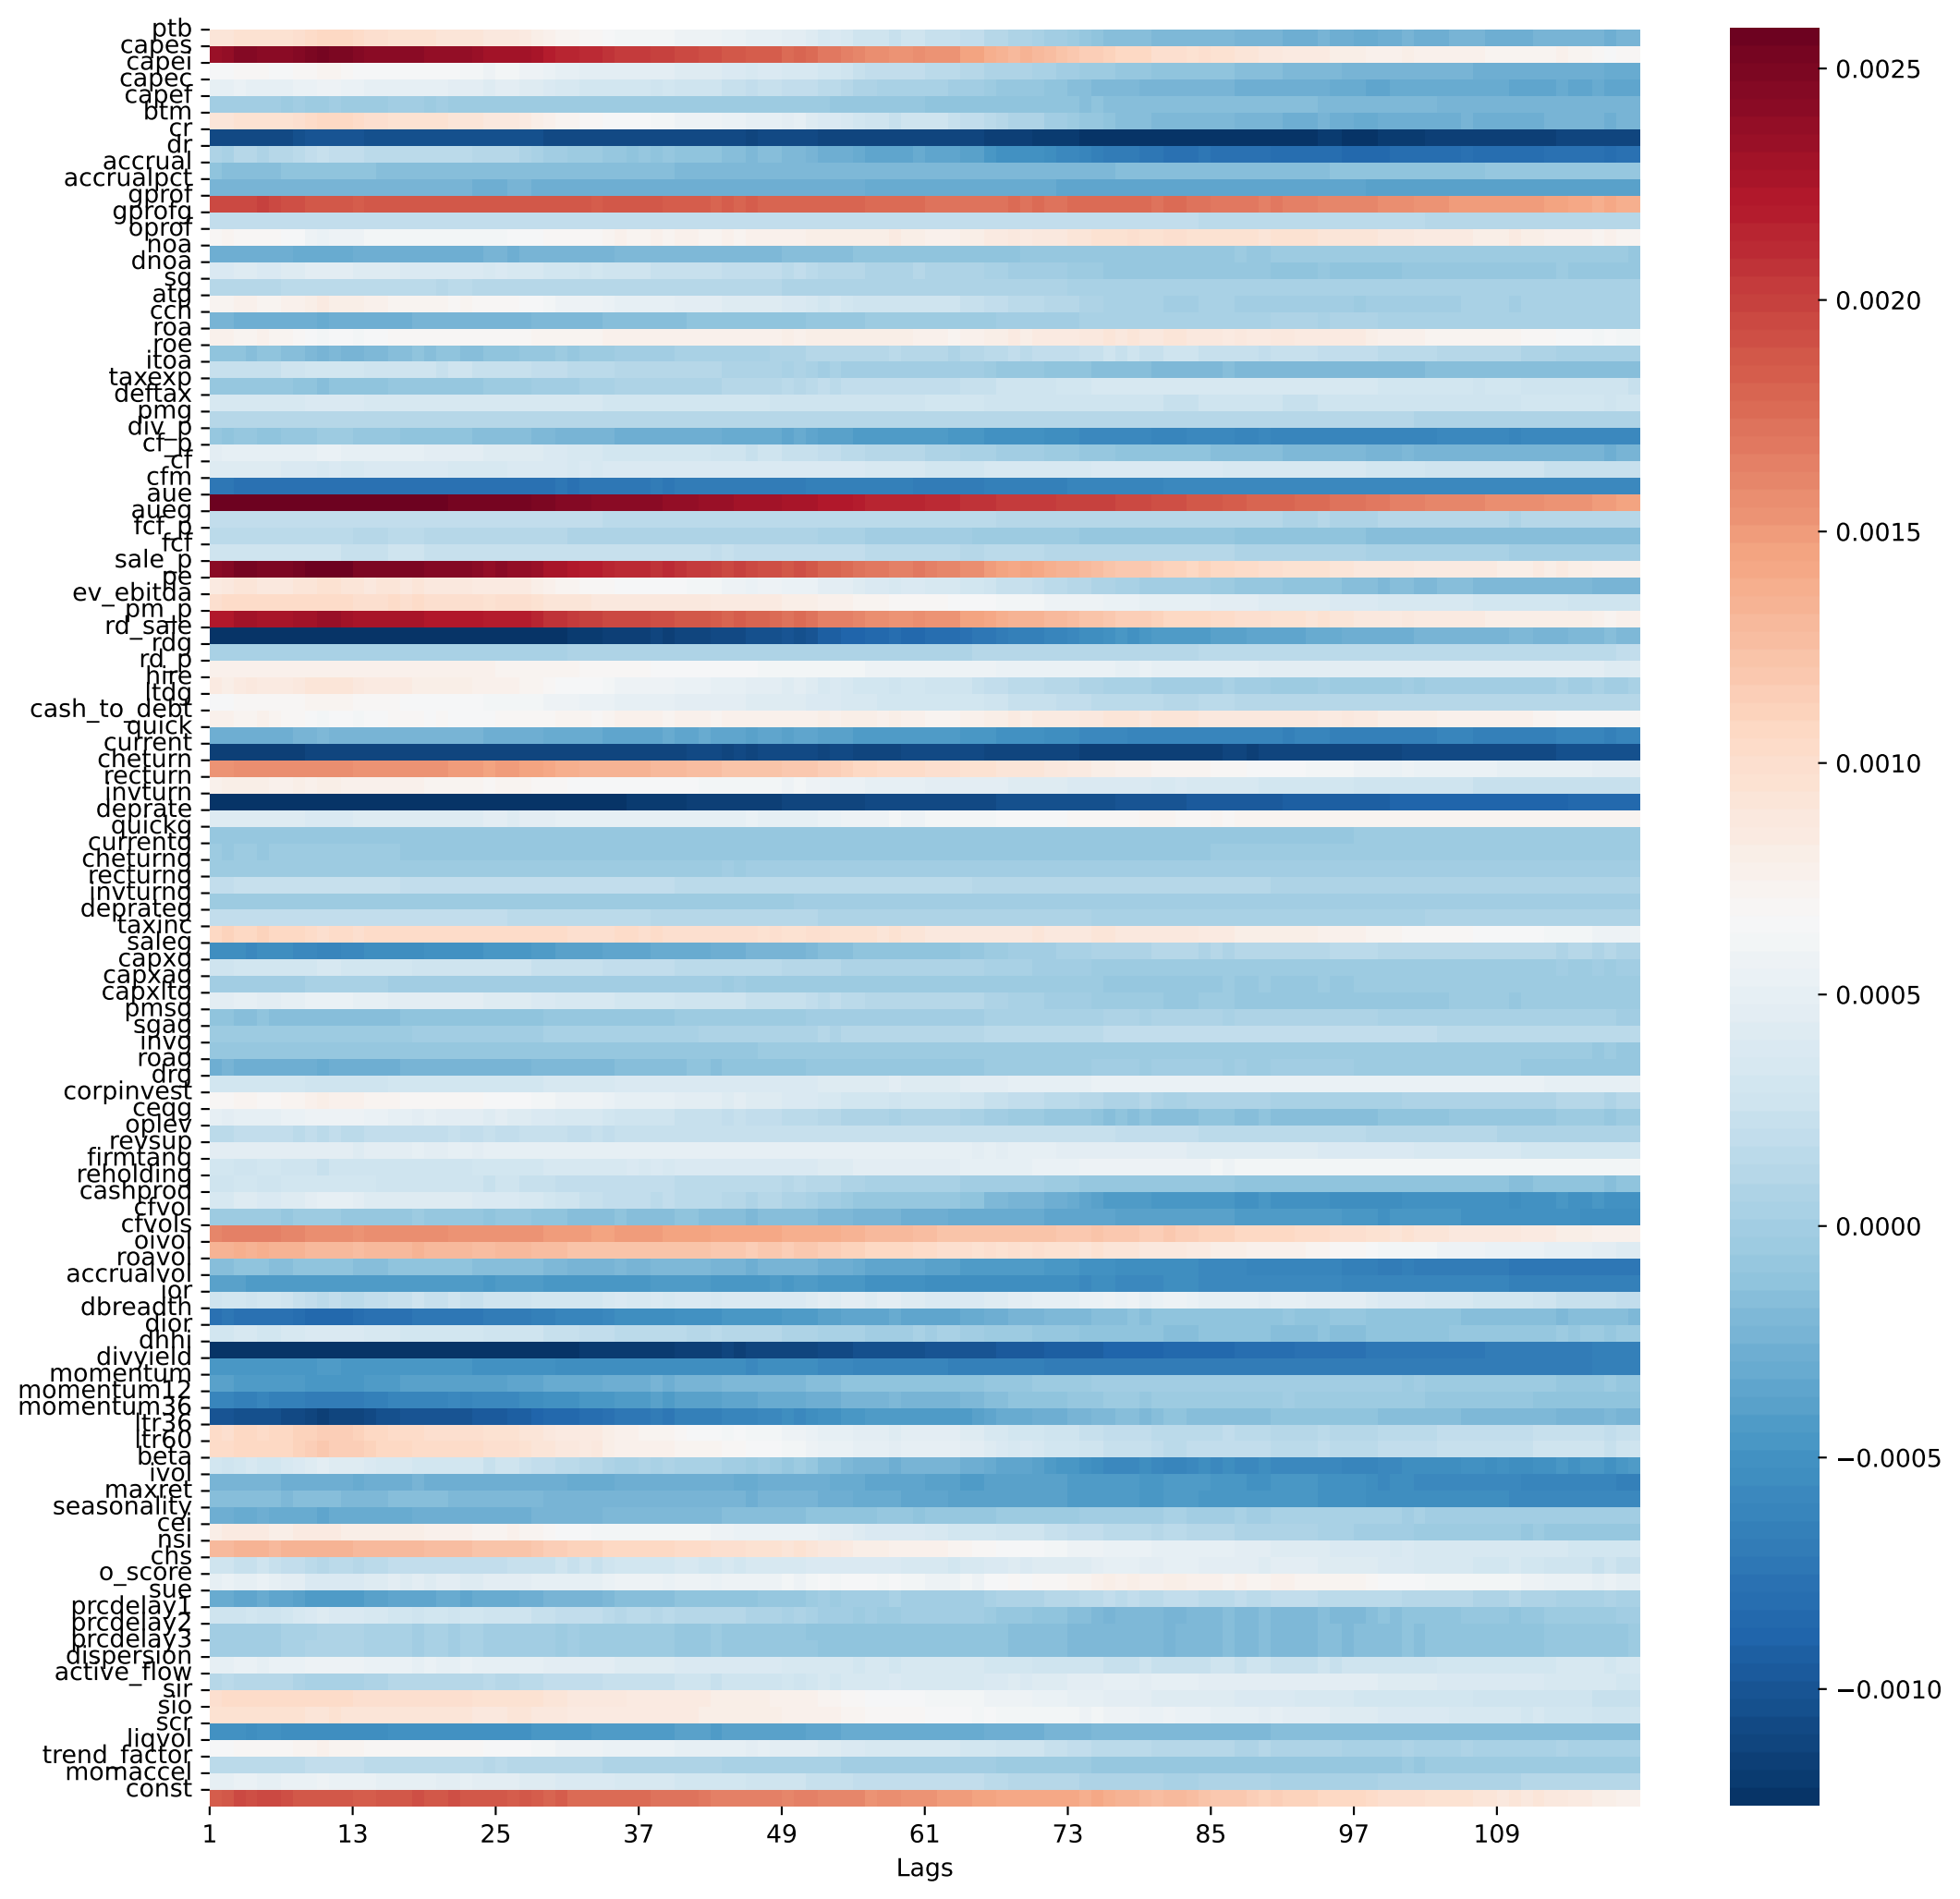 ptb
capes
capei
capec
capef
btm
cr
dr
accrual
accrualpct
gprof
gprofg
oprof
noa
dnoa
sg
atg
cch
roa
roe
itoa
taxexp
deftax
pmg
div_p
cf_p
cf
cfm
aue
aueg
fcf_p
fcf
sale_p
pe
ev_ebitda
pm_p
rd_sale
rdg
rd_p
hire
ltdg
cash_to_debt
quick
current
cheturn
recturn
invturn
deprate
quickg
currentg
cheturng
recturng
invturng
deprateg
taxinc
saleg
capxg
capxag
capxitg
pmsg
sgag
invg
roag
drg
corpinvest
ceqg
oplev
revsup
firmtang
reholding
cashprod
cfvol
cfvols
oivol
roavol
accrualvol
ior
dbreadth
dior
dhhi
divyield
momentum
momentum12
momentum36
ltr36
ltr60
beta
ivol
maxret
seasonality
cei
nsi
chs
o_score
sue
prcdelay1
prcdelay2
prcdelay3
dispersion
active_flow
sir
sio
scr
liqvol
trend_factor
momaccel
const
1 13 25 37 49 61 73 85 97 109
Lags
0.0025
0.0020
0.0015
0.0010
0.0005
0.0000
−0.0005
−0.0010